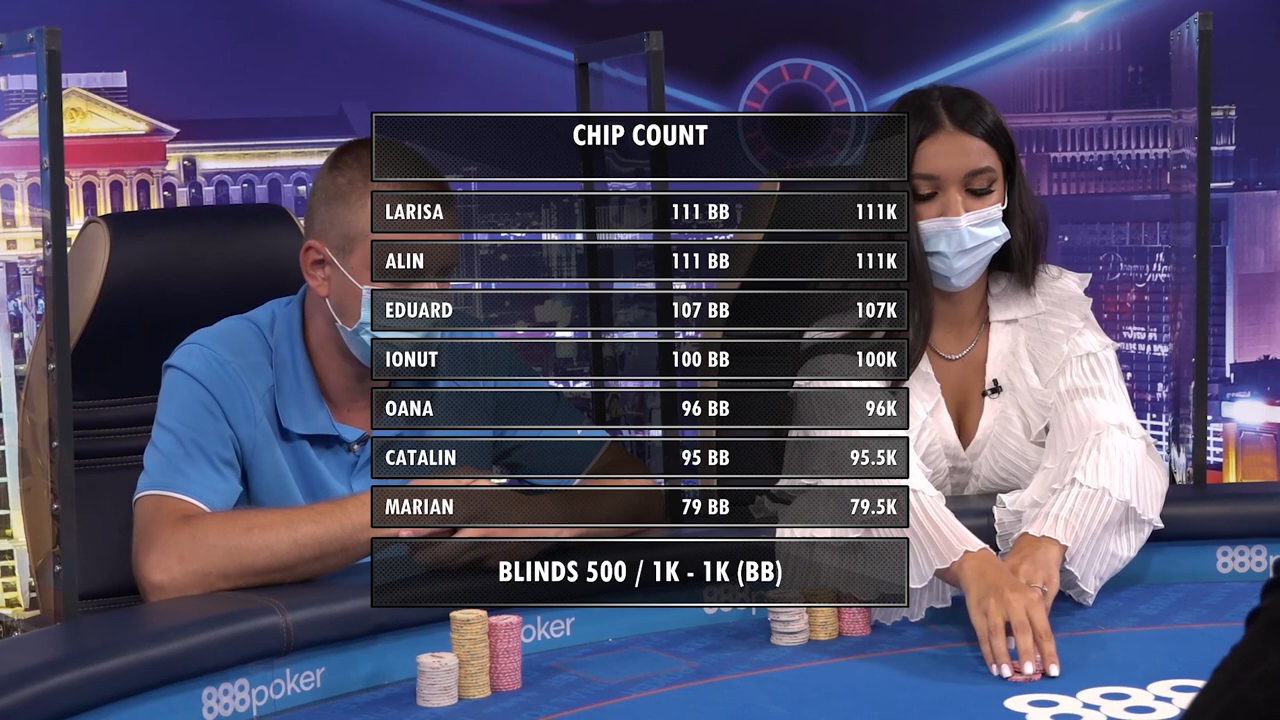 CHIP COUNT
LARISA 111 BB 111K
ALIN 111 BB 111K
EDUARD 107 BB 107K
IONUT 100 BB 100K
OANA 96 BB 96K
CATALIN 95 BB 95.5K
MARIAN 79 BB 79.5K
BLINDS 500 / 1K - 1K (BB)
888p
oker
888poker
888